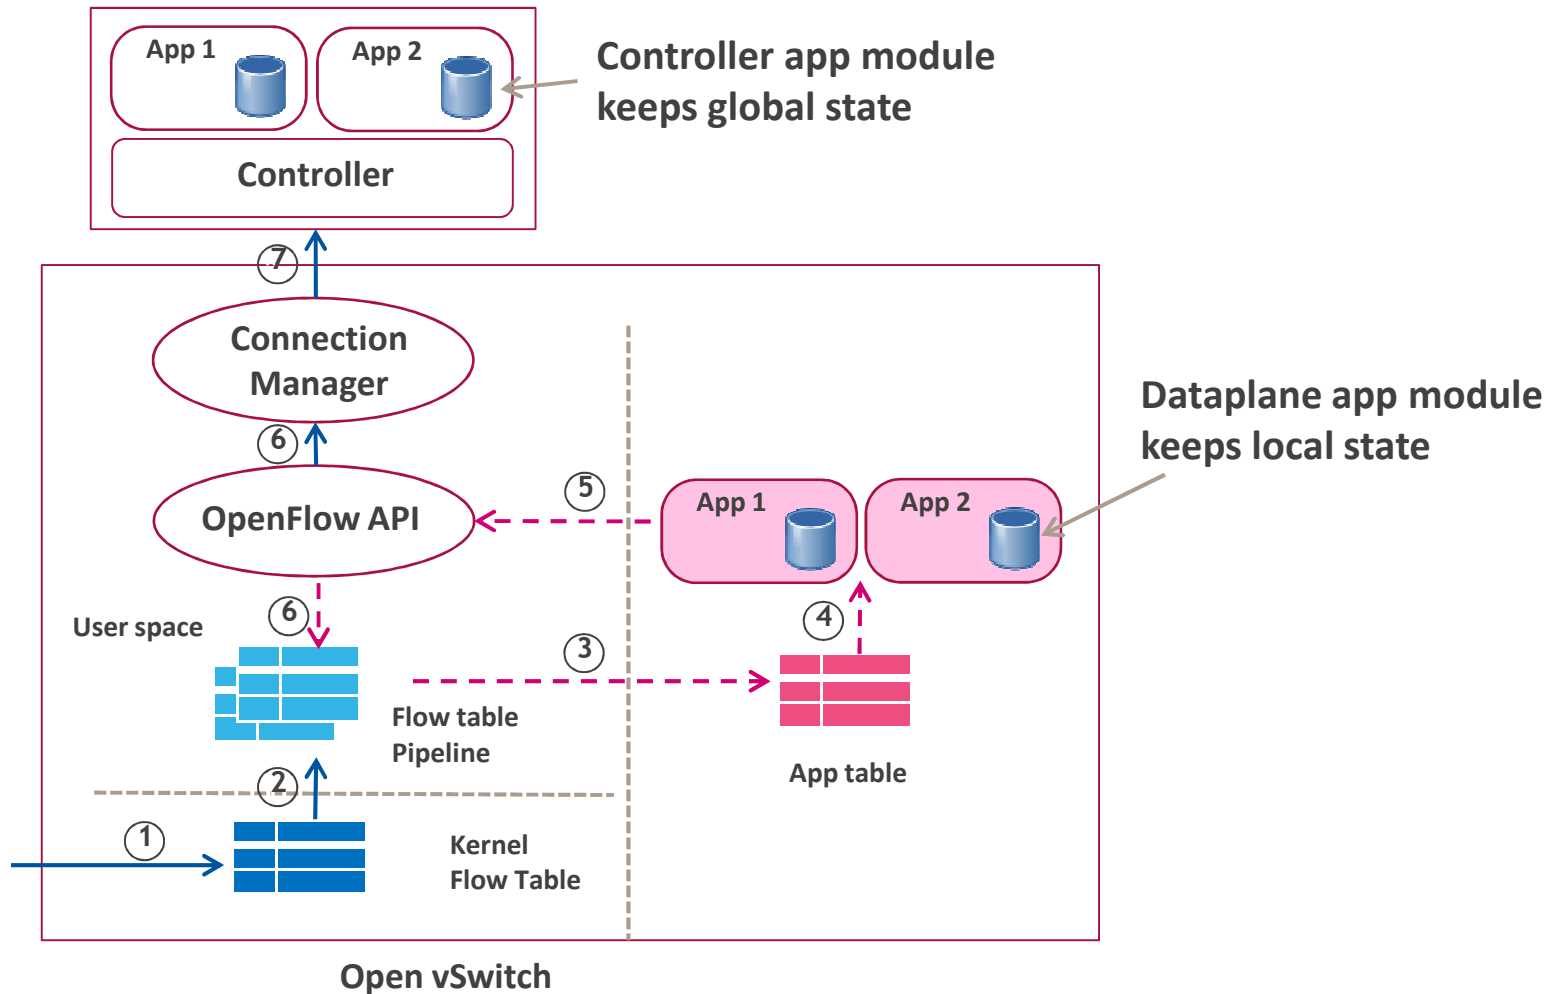 App 1
App 2
Controller app module
keeps global state
Controller
7
Connection
Manager
6
Dataplane app module
keeps local state
OpenFlow API
5
App 1
App 2
6
User space
4
3
Flow table
Pipeline
App table
2
1
Kernel
Flow Table
Open vSwitch